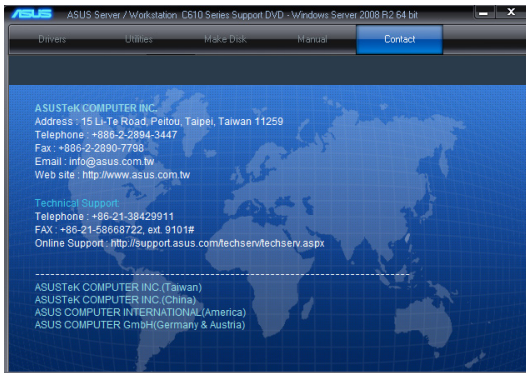 ASUS ASUS Server / Workstation C610 Series Support DVD - Windows Server 2008 R2 64 bit
Drivers Utilities Make Disk Manual Contact
ASUSTeK COMPUTER INC.
Address : 15 Li-Te Road, Peitou, Taipei, Taiwan 11259
Telephone : +886-2-2894-3447
Fax : +886-2-2890-7798
Email : info@asus.com.tw
Web site : http://www.asus.com.tw
Technical Support:
Telephone : +86-21-38429911
FAX : +86-21-58668722, ext. 9101#
Online Support : http://support.asus.com/techserv/techserv.aspx
ASUSTeK COMPUTER INC.(Taiwan)
ASUSTeK COMPUTER INC.(China)
ASUS COMPUTER INTERNATIONAL(America)
ASUS COMPUTER GmbH(Germany & Austria)